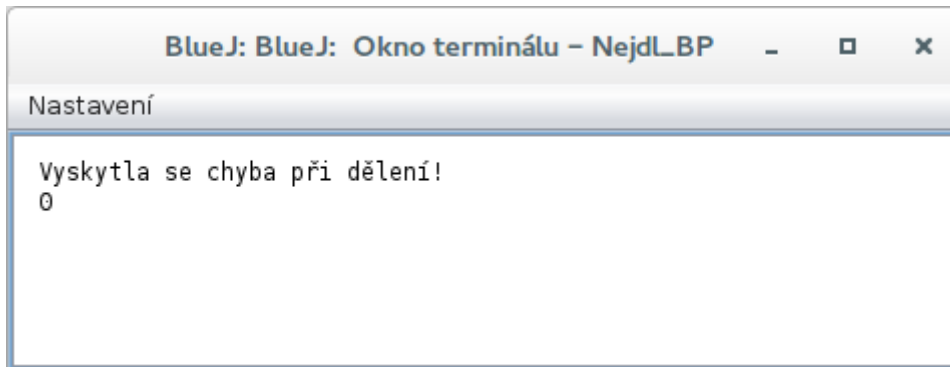 BlueJ: BlueJ: Okno terminálu – Nejdl_BP
Nastavení
Vyskytla se chyba při dělení!
0